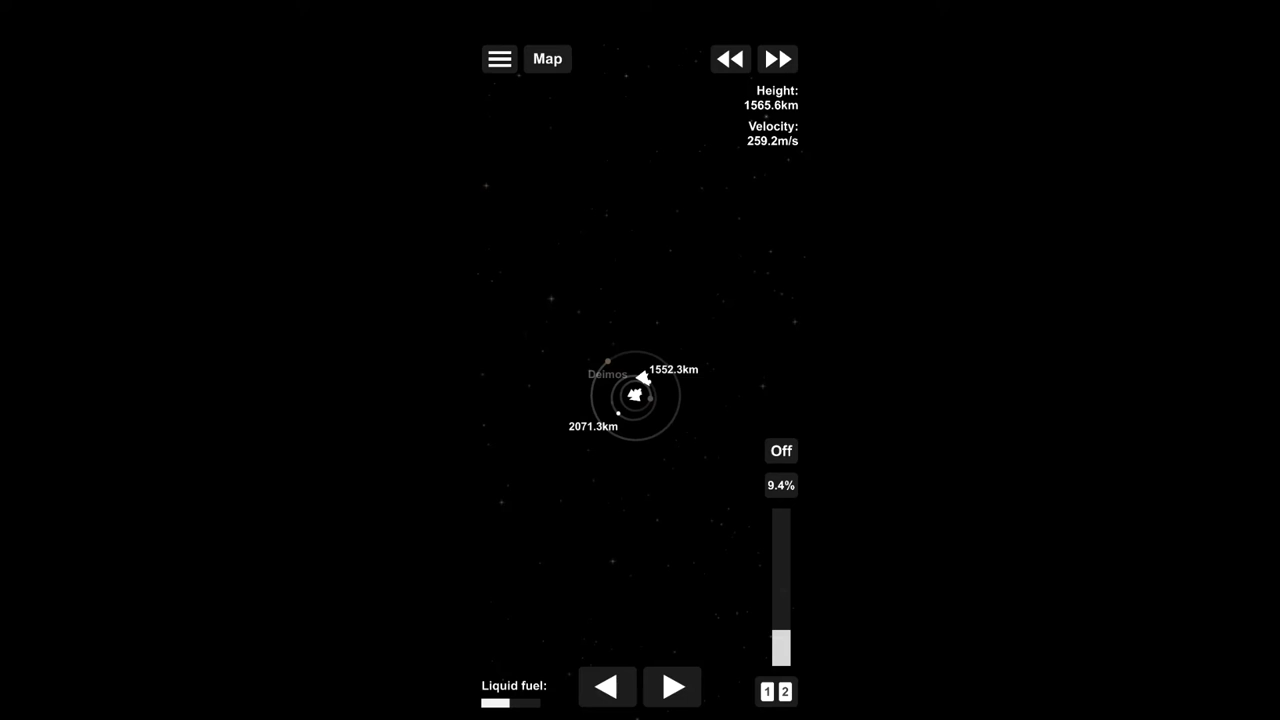 Map
Height:
1565.6km
Velocity:
259.2m/s
1552.3km
Deimos
2071.3km
Off
9.4%
Liquid fuel:
1 2